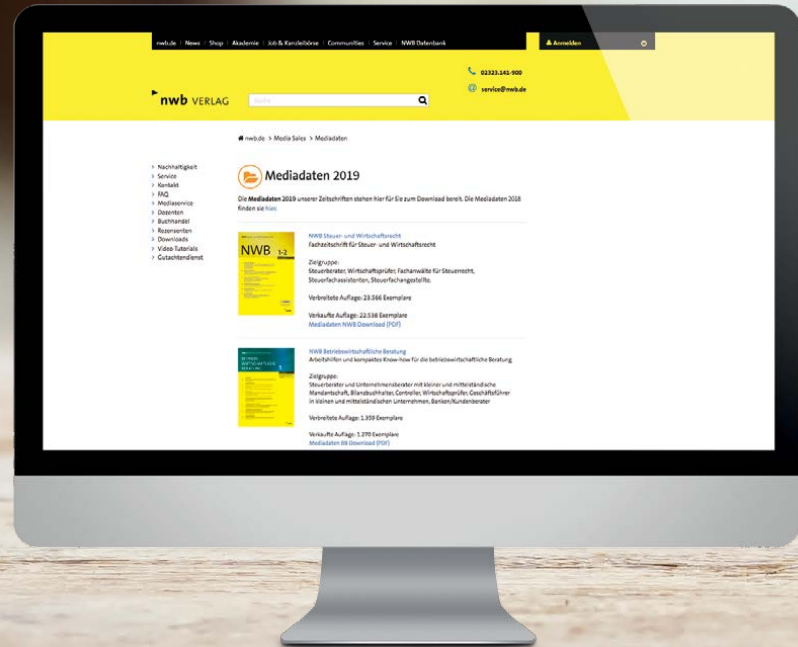 nwb.de | News | Shop | Akademie | Job & Kanzleibörse | Communities | Service | NWB Datenbank
Anmelden
02323.141-900
@ service@nwb.de
nwb VERLAG
Suche
nwb.de > Media Sales > Mediadaten
> Nachhaltigkeit
> Service
> Kontakt
> FAQ
> Mediaservice
> Dozenten
> Buchhandel
> Rezensenten
> Downloads
> Video Tutorials
> Gutachtendienst
Mediadaten 2019
Die Mediadaten 2019 unserer Zeitschriften stehen hier für Sie zum Download bereit. Die Mediadaten 2018
finden sie hier.
NWB 1-2
NWB Steuer- und Wirtschaftsrecht
Fachzeitschrift für Steuer- und Wirtschaftsrecht
Zielgruppe:
Steuerberater, Wirtschaftsprüfer, Fachanwälte für Steuerrecht,
Steuerfachassistenten, Steuerfachangestellte.
Verbreitete Auflage: 23.566 Exemplare
Verkaufte Auflage: 22.538 Exemplare
Mediadaten NWB Download (PDF)
NWB Betriebswirtschaftliche Beratung
Arbeitshilfen und kompaktes Know-how für die betriebswirtschaftliche Beratung
Zielgruppe:
Steuerberater und Unternehmensberater mit kleiner und mittelständische
Mandantschaft, Bilanzbuchhalter, Controller, Wirtschaftsprüfer, Geschäftsführer
in kleinen und mittelständischen Unternehmen, Banken/Kundenberater
Verbreitete Auflage: 1.359 Exemplare
Verkaufte Auflage: 1.270 Exemplare
Mediadaten BB Download (PDF)